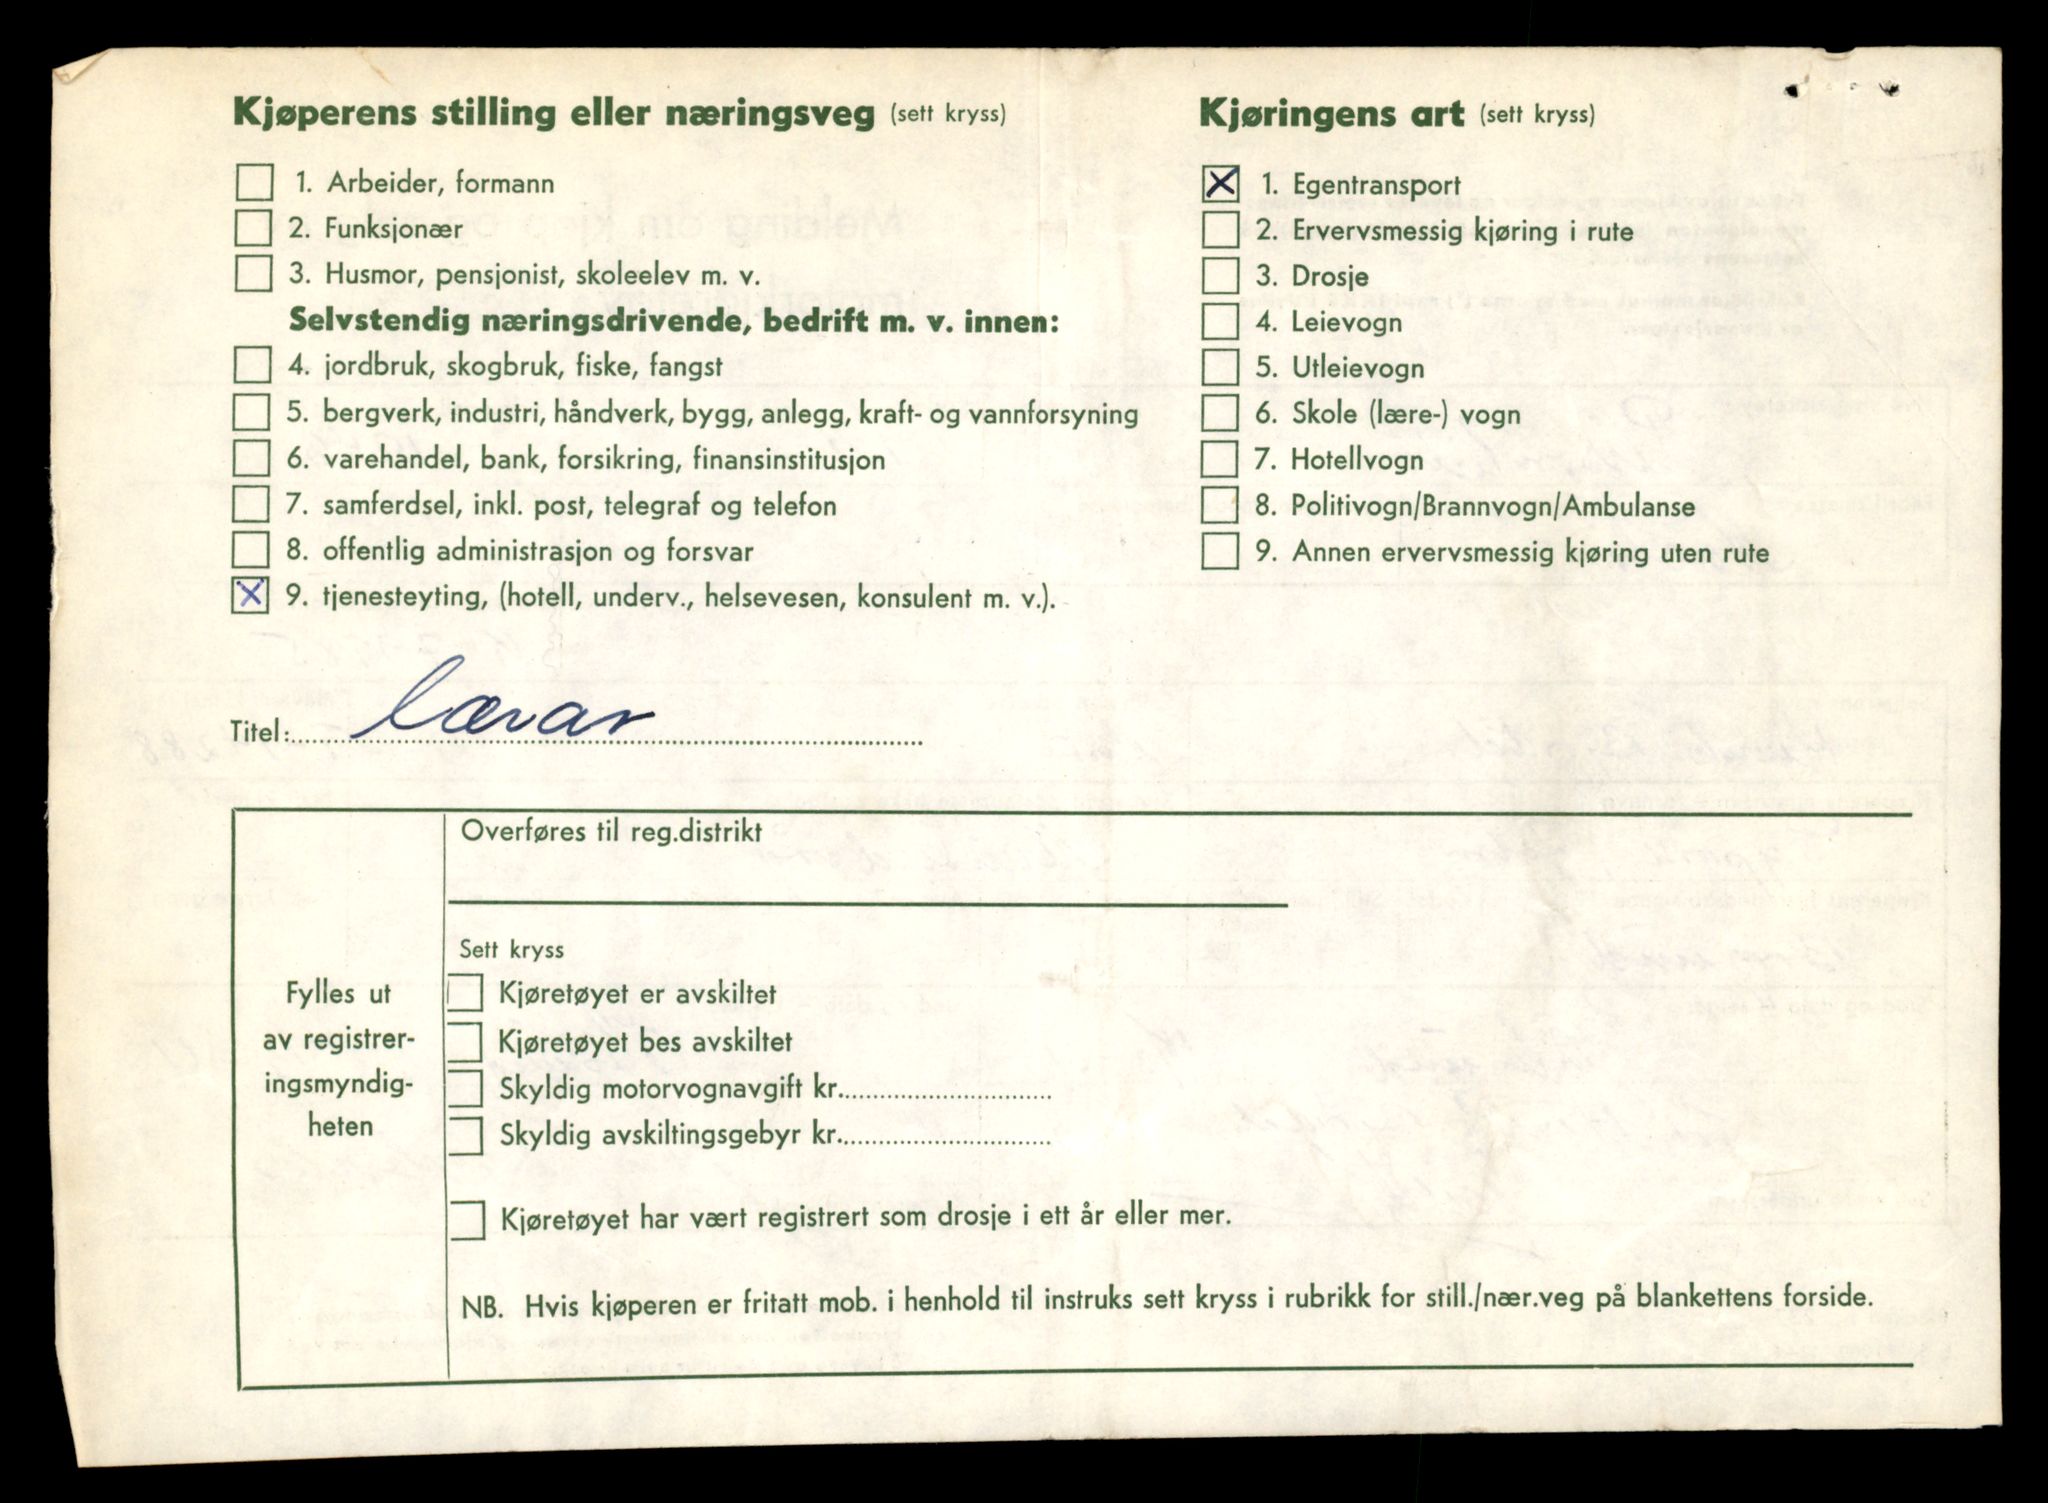 Kjøperens stilling eller næringsveg (sett kryss)
1. Arbeider, formann
2. Funksjonær
3. Husmor, pensjonist, skoleelev m. v.
Selvstendig næringsdrivende, bedrift m. v. innen:
4. jordbruk, skogbruk, fiske, fangst
5. bergverk, industri, håndverk, bygg, anlegg, kraft- og vannforsyning
6. varehandel, bank, forsikring, finansinstitusjon
7. samferdsel, inkl. post, telegraf og telefon
8. offentlig administrasjon og forsvar
X 9. tjenesteyting, (hotell, underv., helsevesen, konsulent m. v.).
Titel: Lærar
Kjøringens art (sett kryss)
X 1. Egentransport
2. Ervervsmessig kjøring i rute
3. Drosje
4. Leievogn
5. Utleievogn
6. Skole (lære-) vogn
7. Hotellvogn
8. Politivogn/Brannvogn/Ambulanse
9. Annen ervervsmessig kjøring uten rute
Fylles ut
av registrer-
ingsmyndig-
heten
Overføres til reg.distrikt
Sett kryss
Kjøretøyet er avskiltet
Kjøretøyet bes avskiltet
Skyldig motorvognavgift kr.
Skyldig avskiltingsgebyr kr.
Kjøretøyet har vært registrert som drosje i ett år eller mer.
NB. Hvis kjøperen er fritatt mob. i henhold til instruks sett kryss i rubrikk for still./nær.veg på blankettens forside.